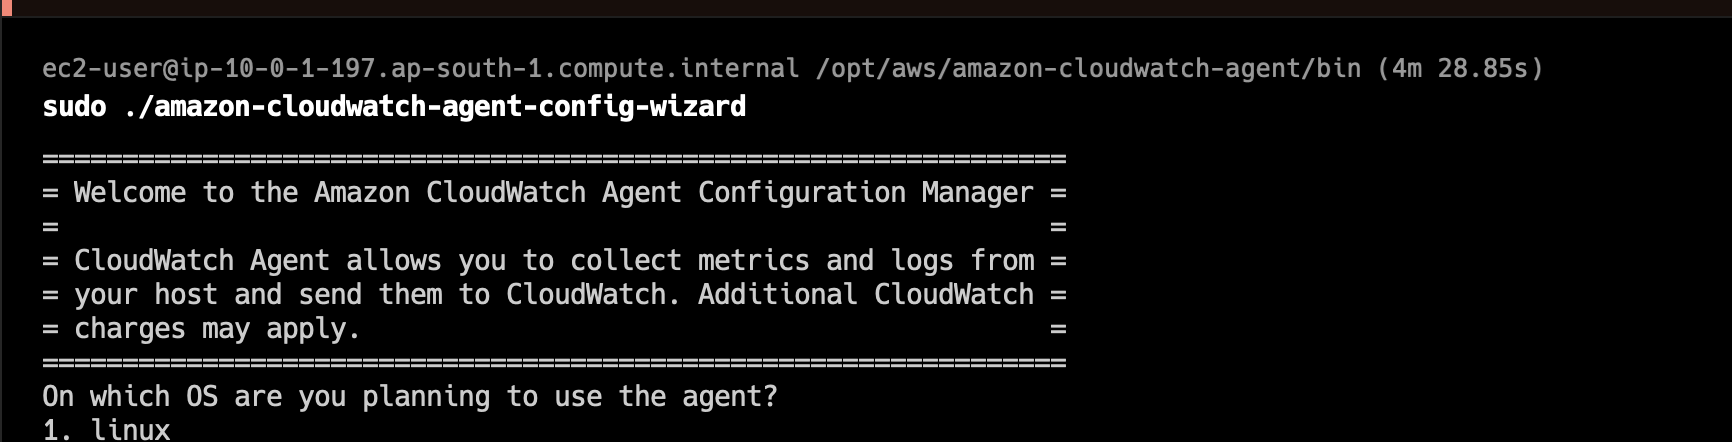 ec2-user@ip-10-0-1-197.ap-south-1.compute.internal /opt/aws/amazon-cloudwatch-agent/bin (4m 28.85s)
sudo ./amazon-cloudwatch-agent-config-wizard
================================================================
= Welcome to the Amazon CloudWatch Agent Configuration Manager =
=                                                              =
= CloudWatch Agent allows you to collect metrics and logs from =
= your host and send them to CloudWatch. Additional CloudWatch =
= charges may apply.                                           =
================================================================
On which OS are you planning to use the agent?
1. linux